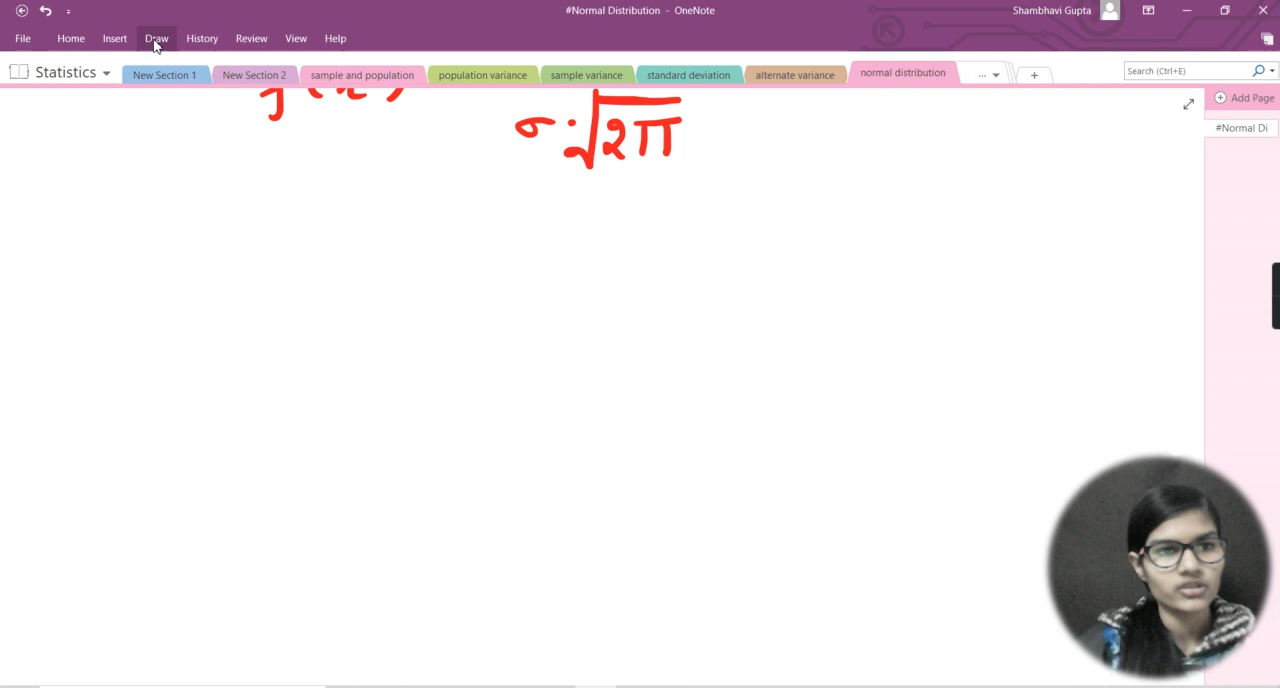 #Normal Distribution - OneNote
Shambhavi Gupta
File Home Insert Draw History Review View Help
Statistics
New Section 1 New Section 2 sample and population population variance sample variance standard deviation alternate variance normal distribution ... +
Search (Ctrl+E)
Add Page
#Normal Di
σ·√2π